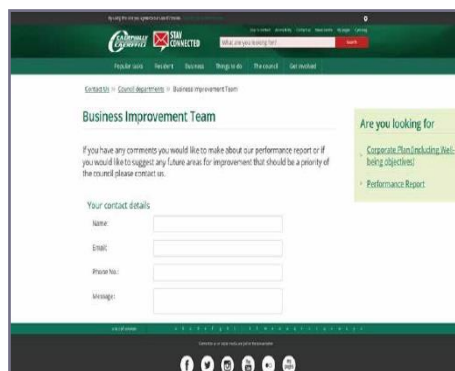 CAERPHILLY
CAERFFILI
STAY
CONNECTED
What are you looking for?
Search
Popular tasks Resident Business Things to do The council Get involved
Contact Us > Council departments > Business Improvement Team
Business Improvement Team
If you have any comments you would like to make about our performance report or if
you would like to suggest any future areas for improvement that should be a priority of
the council please contact us.
Your contact details
Name:
Email:
Phone No.:
Message:
Are you looking for
Corporate Plan (including Well-
being objectives)
Performance Report